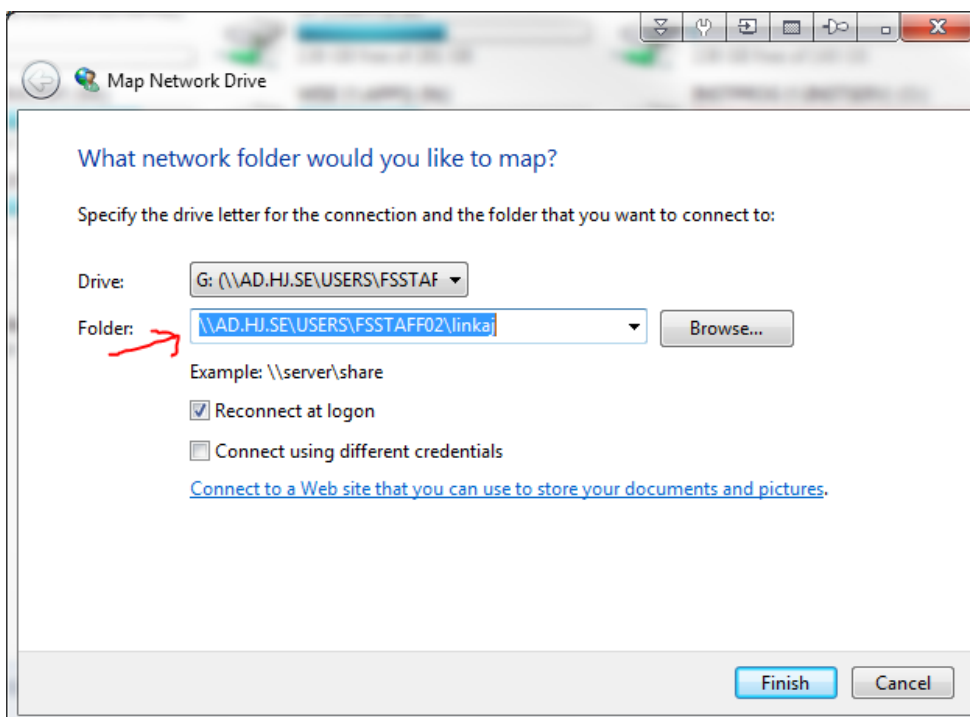 Map Network Drive
What network folder would you like to map?
Specify the drive letter for the connection and the folder that you want to connect to:
Drive: G: (\\AD.HJ.SE\USERS\FSSTAF
Folder: \\AD.HJ.SE\USERS\FSSTAFF02\linkaj Browse...
Example: \\server\share
Reconnect at logon
Connect using different credentials
Connect to a Web site that you can use to store your documents and pictures.
Finish Cancel